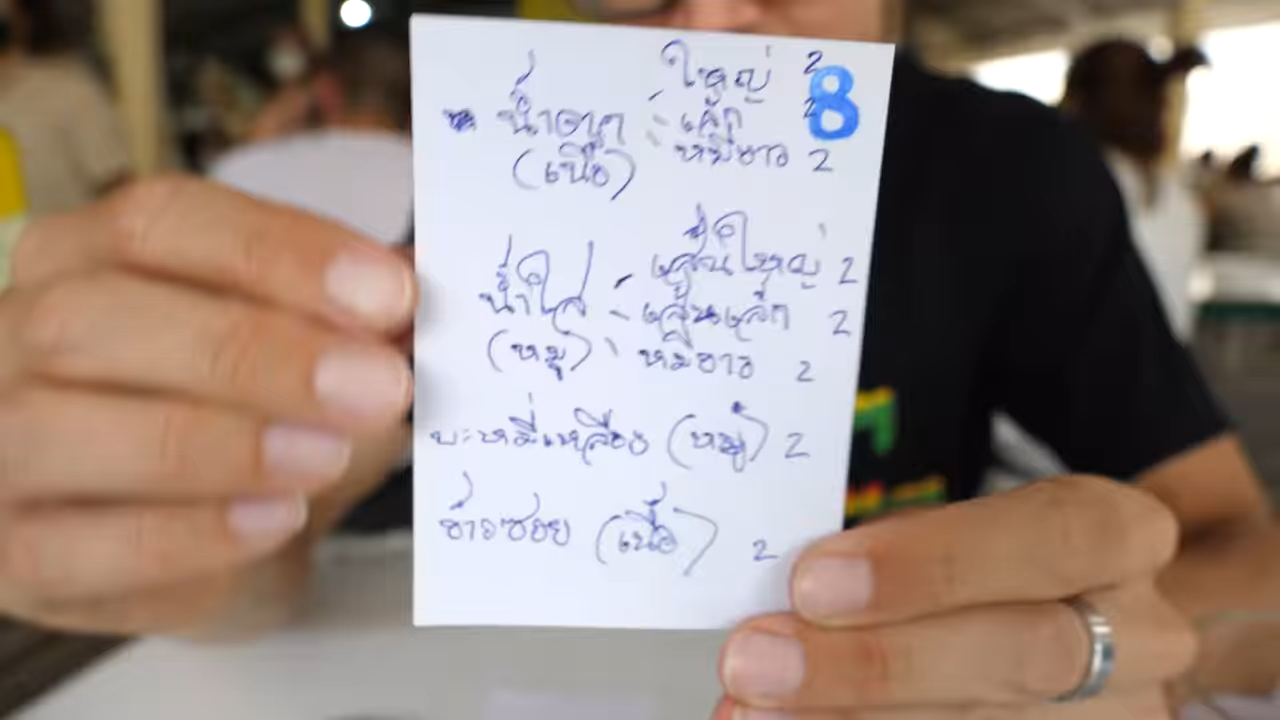 ใหญ่ 2
8
น้ำตก - เล็ก 2
(เนื้อ) - หมี่ขาว 2
น้ำใส - เส้นใหญ่ 2
- เส้นเล็ก 2
(หมู) - หมี่ขาว 2
บะหมี่เหลือง (หมู) 2
ข้าวซอย (เนื้อ) 2